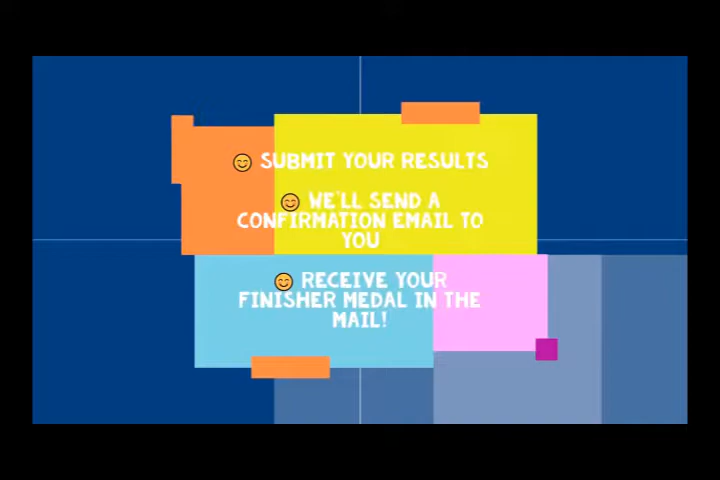 😊 SUBMIT YOUR RESULTS
😊 WE'LL SEND A
CONFIRMATION EMAIL TO
YOU
😊 RECEIVE YOUR
FINISHER MEDAL IN THE
MAIL!